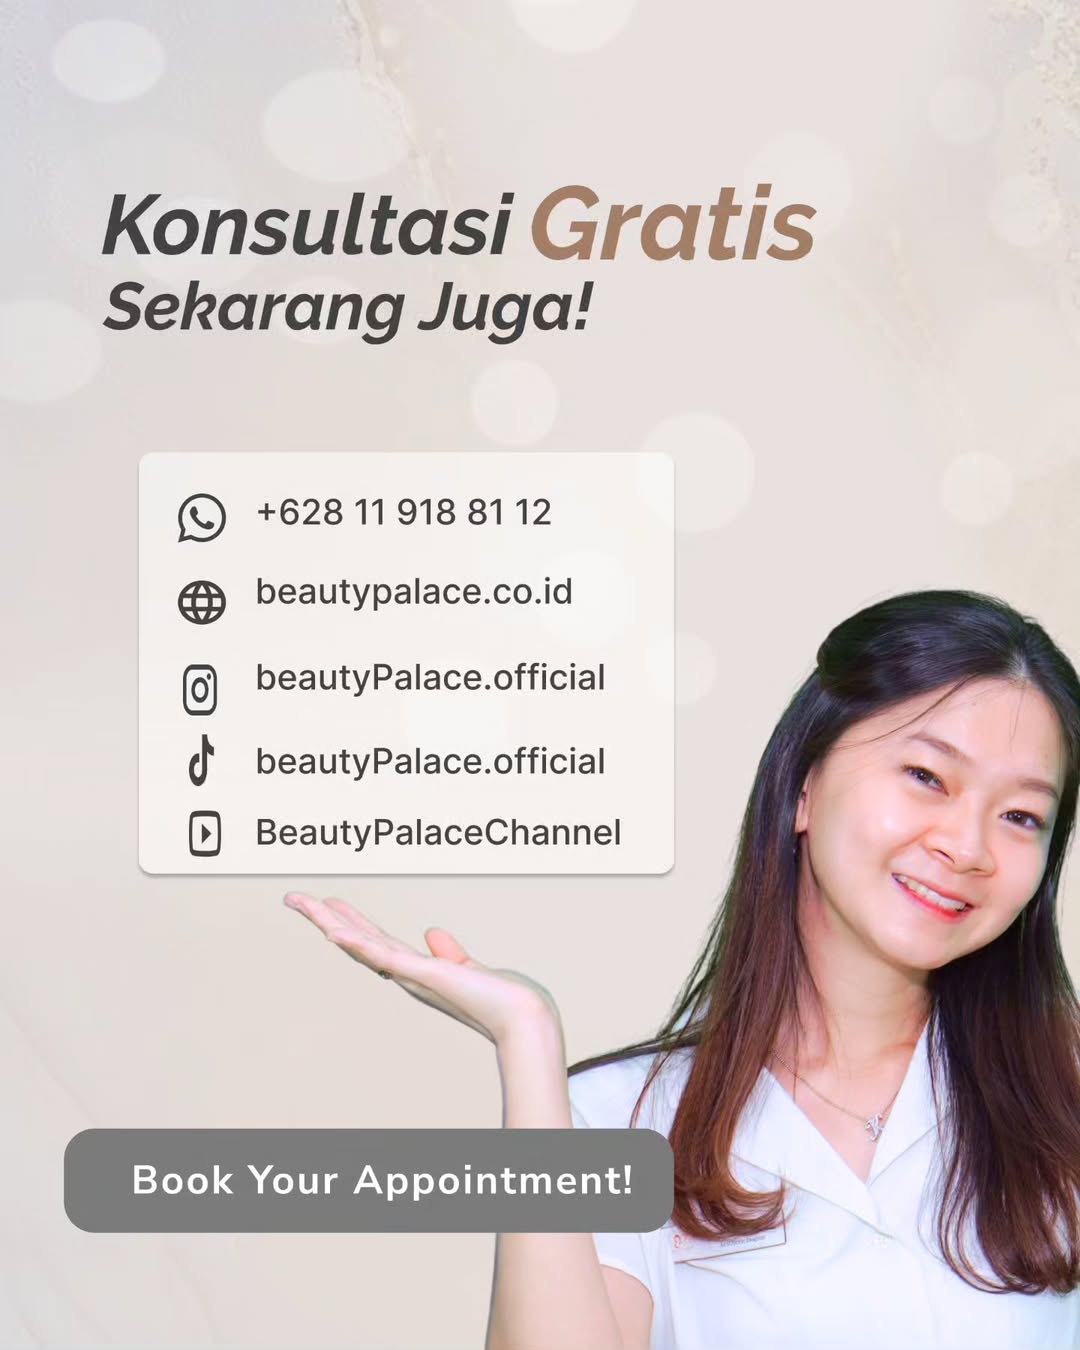 Konsultasi Gratis
Sekarang Juga!
+628 11 918 81 12
beautypalace.co.id
beautyPalace.official
beautyPalace.official
BeautyPalaceChannel
Book Your Appointment!